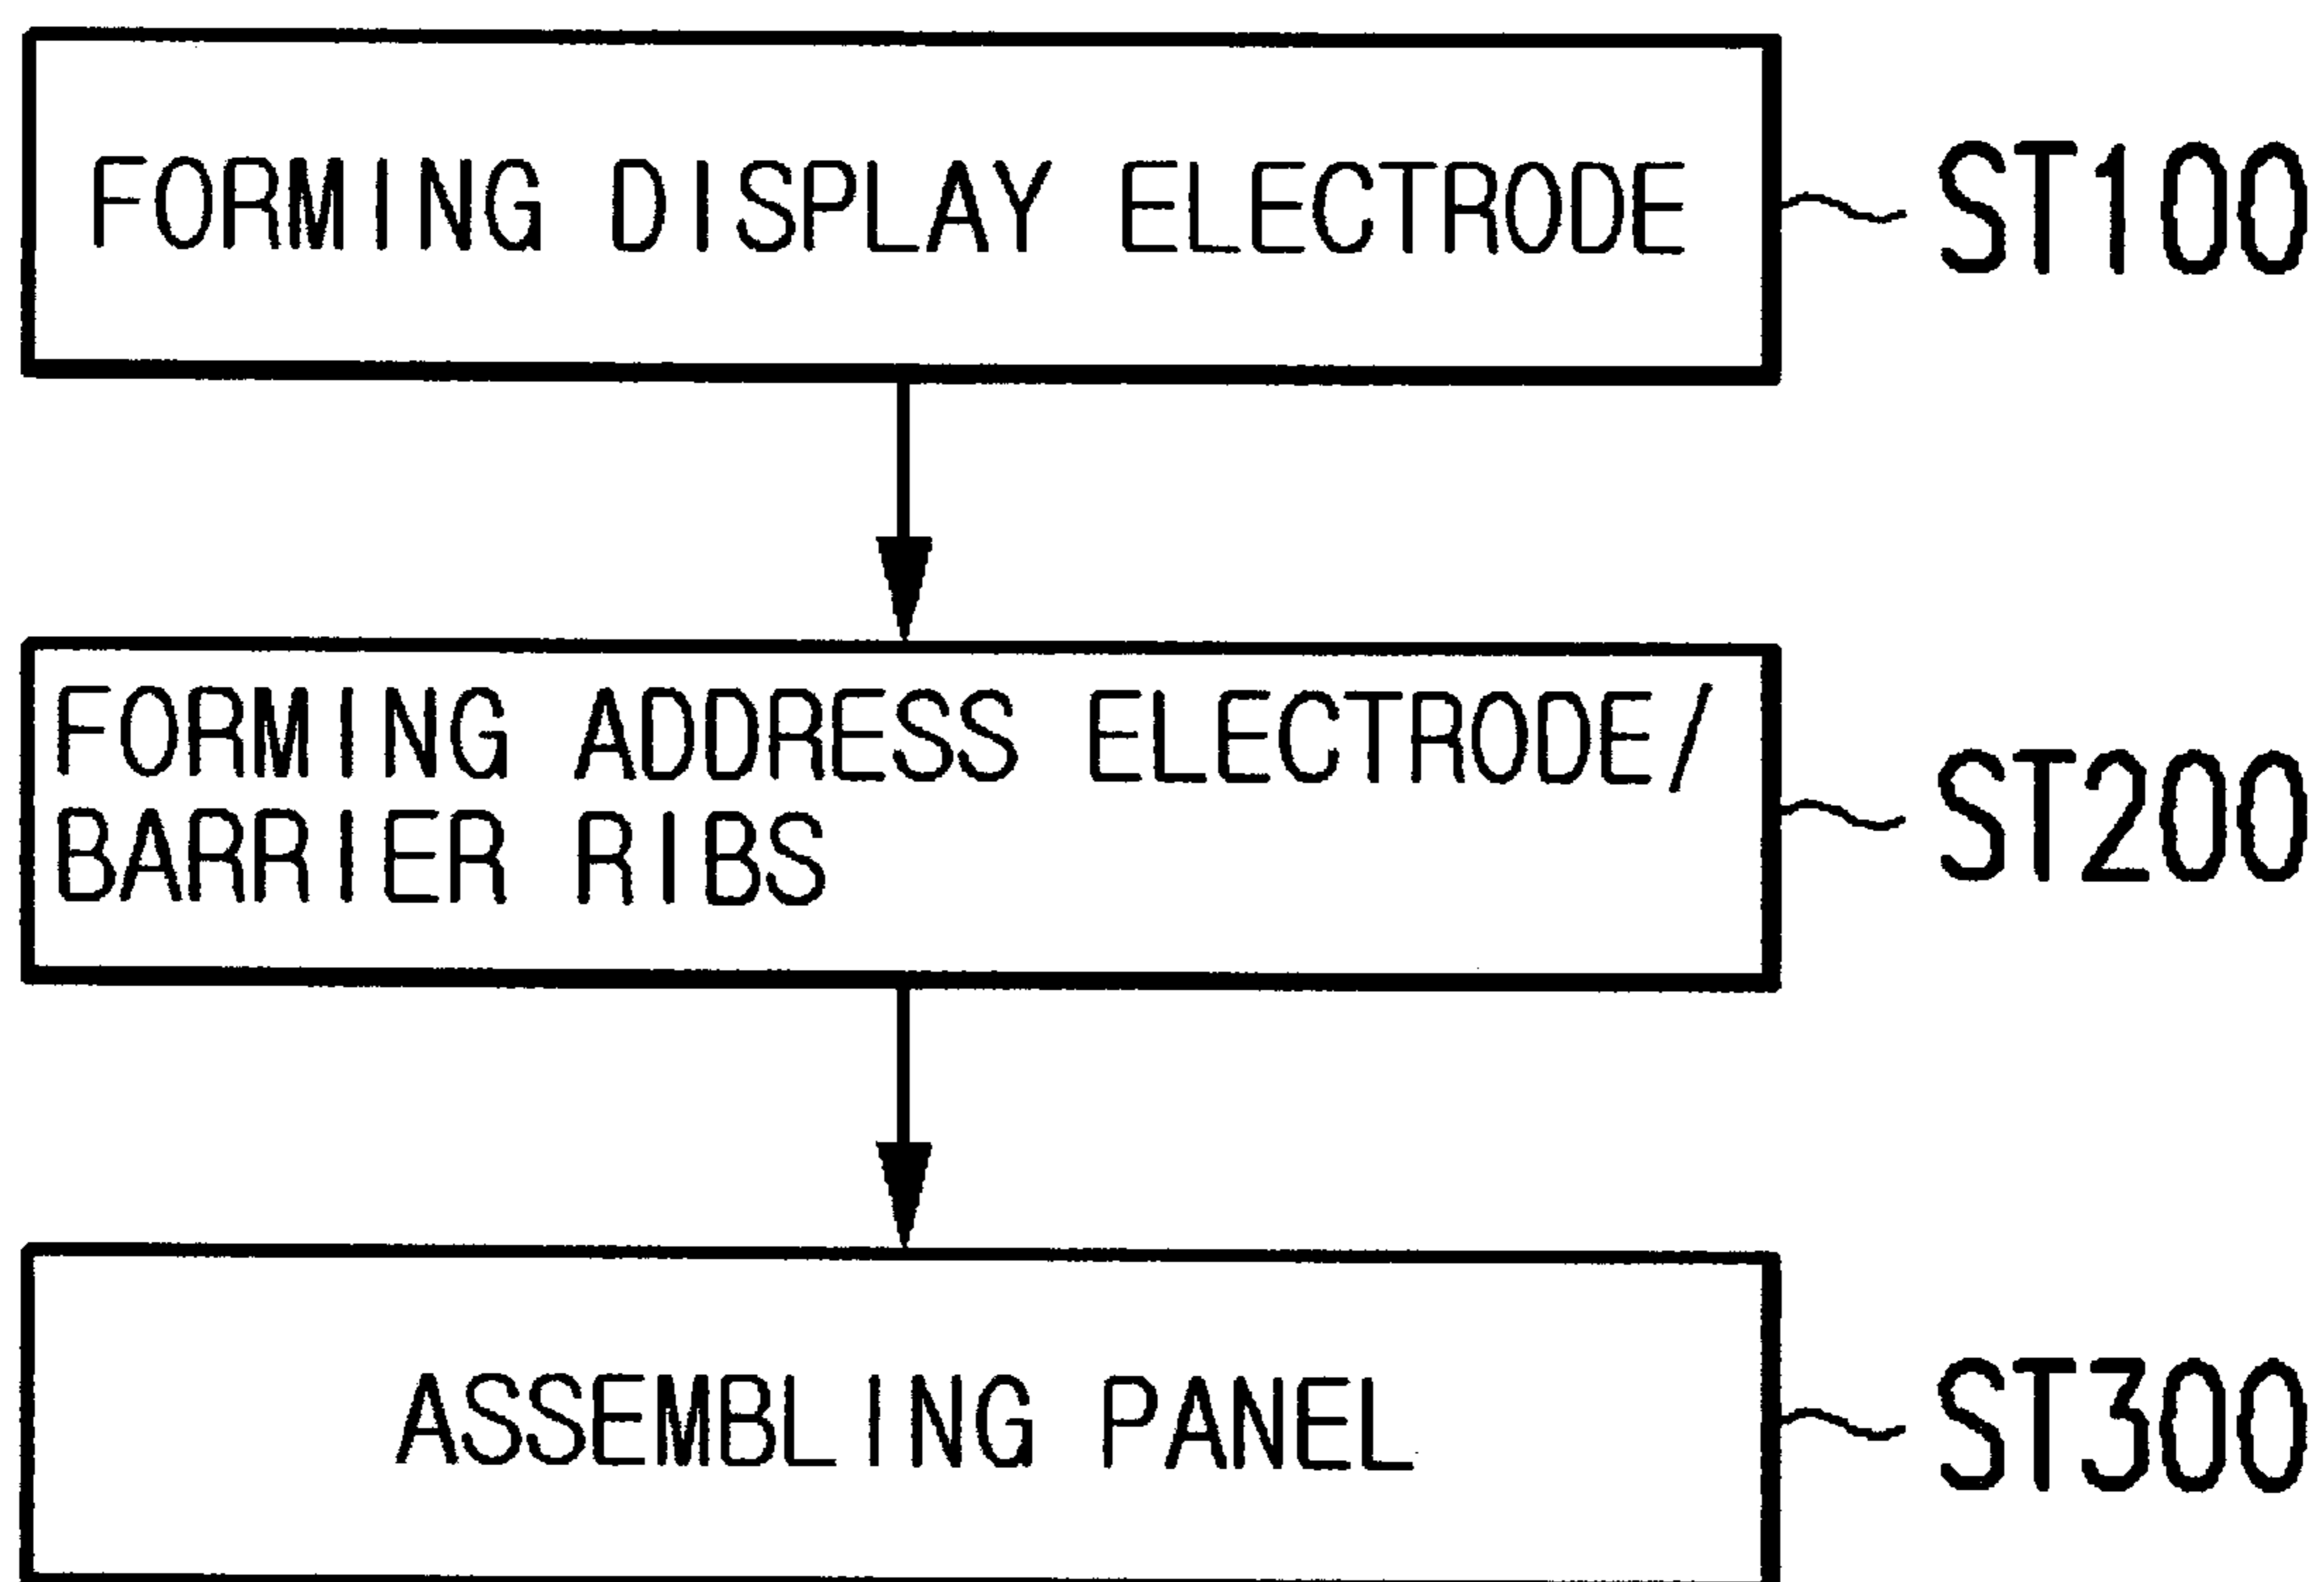 FORMING DISPLAY ELECTRODE
ST100
FORMING ADDRESS ELECTRODE/
BARRIER RIBS
ST200
ASSEMBLING PANEL
ST300